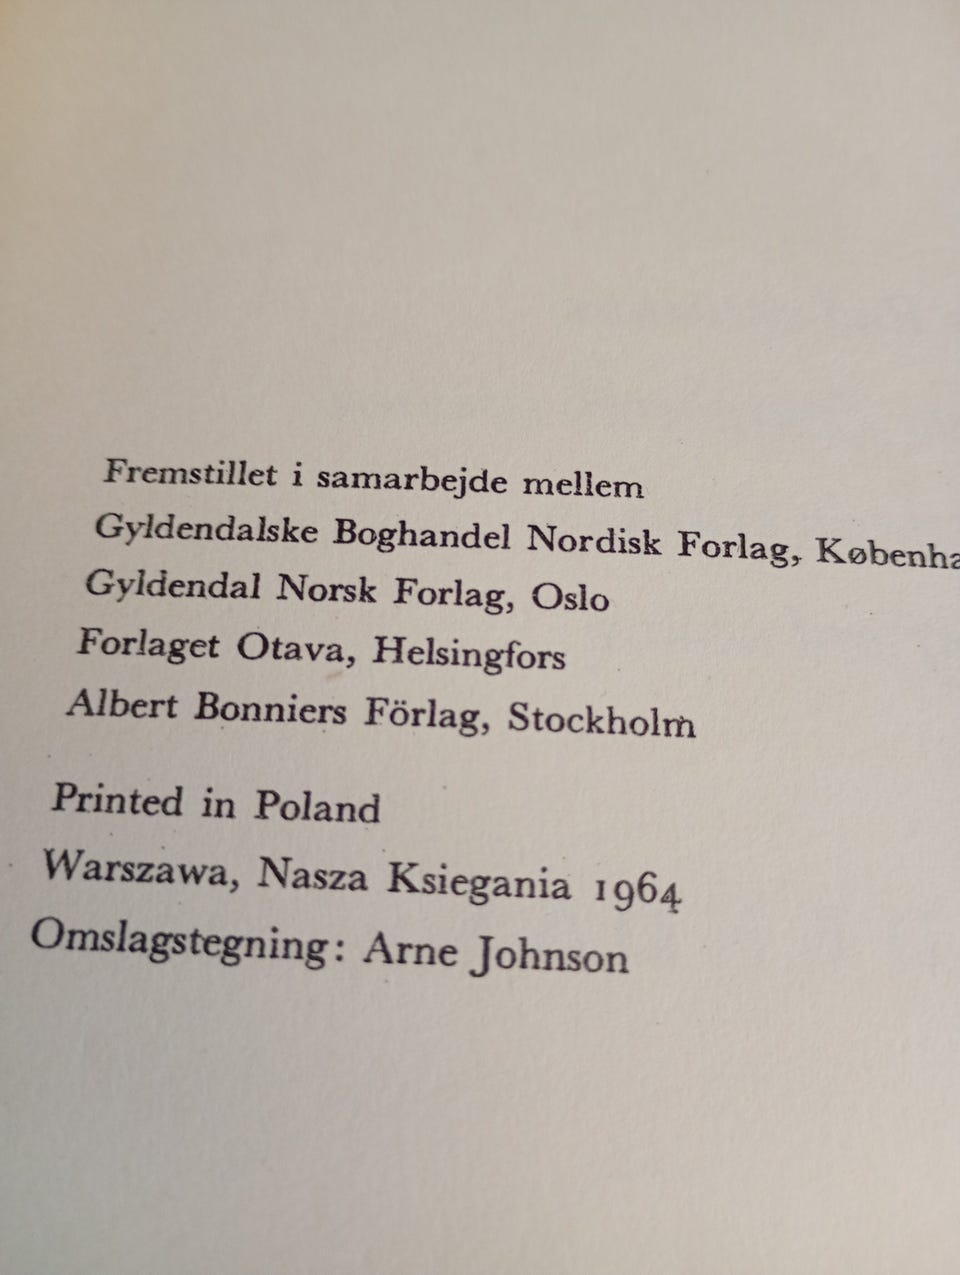 Fremstillet i samarbejde mellem
Gyldendalske Boghandel Nordisk Forlag, Københa
Gyldendal Norsk Forlag, Oslo
Forlaget Otava, Helsingfors
Albert Bonniers Förlag, Stockholm
Printed in Poland
Warszawa, Nasza Ksiegania 1964
Omslagstegning: Arne Johnson